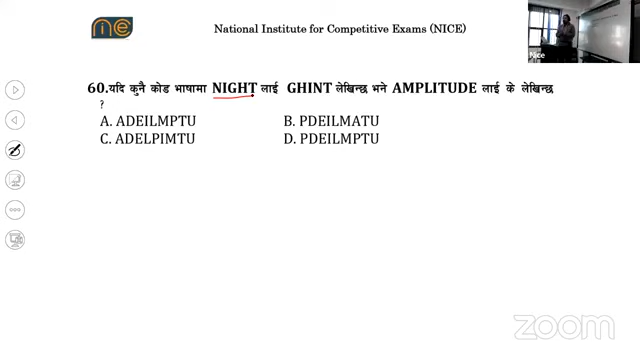 nie
National Institute for Competitive Exams (NICE)
Nice
60.यदि कुनै कोड भाषामा NIGHT लाई GHINT लेखिन्छ भने AMPLITUDE लाई के लेखिन्छ
?
A. ADEILMPTU B. PDEILMATU
C. ADELPIMTU D. PDEILMPTU
zoom